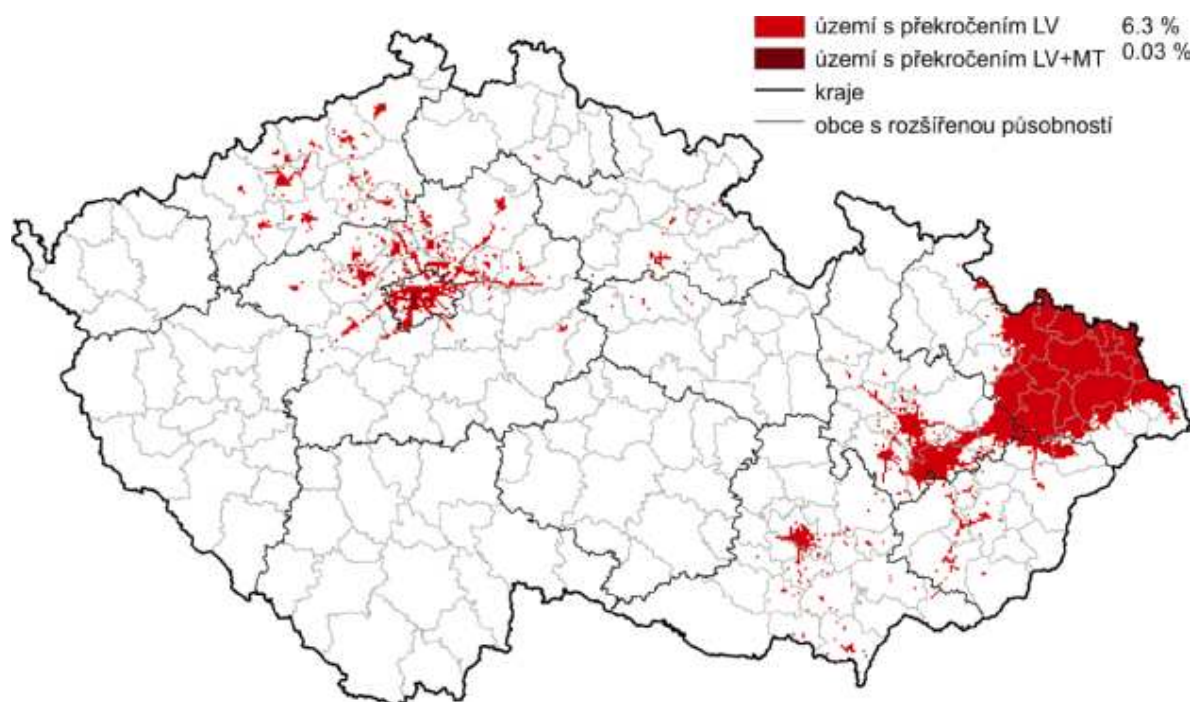 území s překročením LV 6.3 %
území s překročením LV+MT 0.03 %
kraje
obce s rozšířenou působností